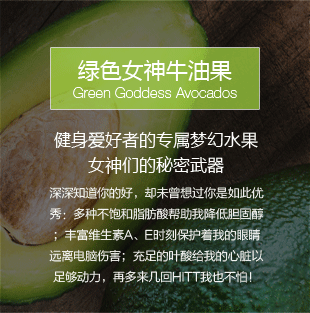 绿色女神牛油果
Green Goddess Avocados
健身爱好者的专属梦幻水果
女神们的秘密武器
深深知道你的好，却未曾想过你是如此优
秀：多种不饱和脂肪酸帮助我降低胆固醇
；丰富维生素A、E时刻保护着我的眼睛
远离电脑伤害；充足的叶酸给我的心脏以
足够动力，再多来几回HITT我也不怕！